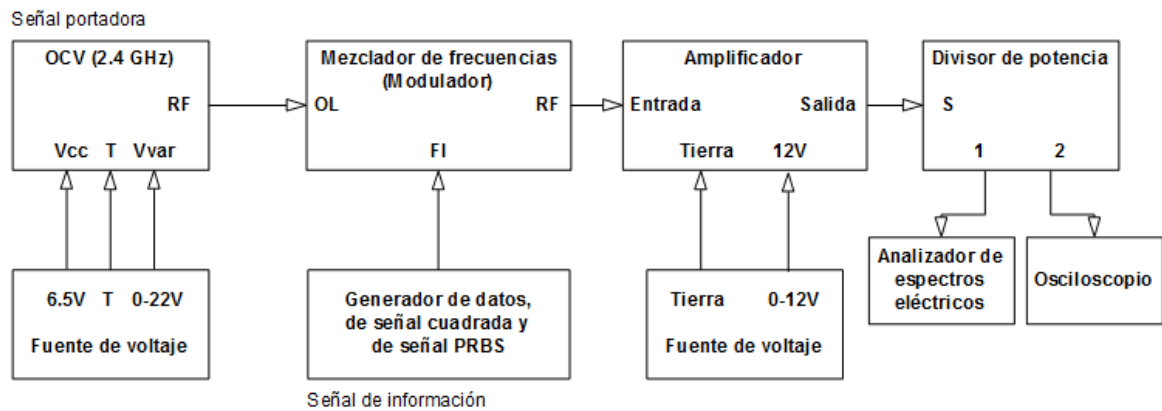 Señal portadora
OCV (2.4 GHz)
RF
Vcc T Vvar
Mezclador de frecuencias
(Modulador)
OL
RF
FI
Amplificador
Entrada
Salida
Tierra 12V
Divisor de potencia
S
1 2
6.5V T 0-22V
Fuente de voltaje
Generador de datos,
de señal cuadrada y
de señal PRBS
Señal de información
Tierra 0-12V
Fuente de voltaje
Analizador de
espectros
eléctricos
Osciloscopio